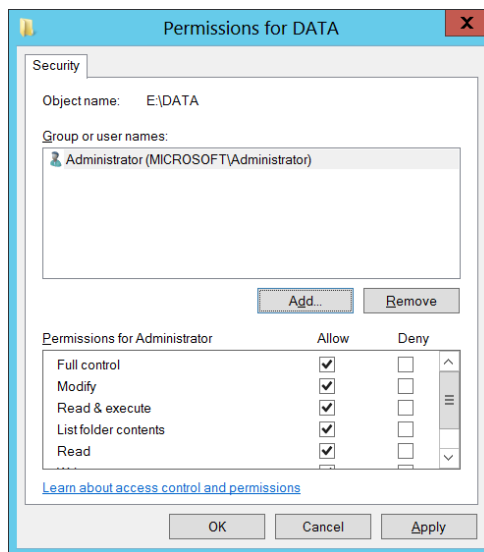 Permissions for DATA
Security
Object name: E:\DATA
Group or user names:
Administrator (MICROSOFT\Administrator)
Add... Remove
Permissions for Administrator Allow Deny
Full control
Modify
Read & execute
List folder contents
Read
Learn about access control and permissions
OK Cancel Apply